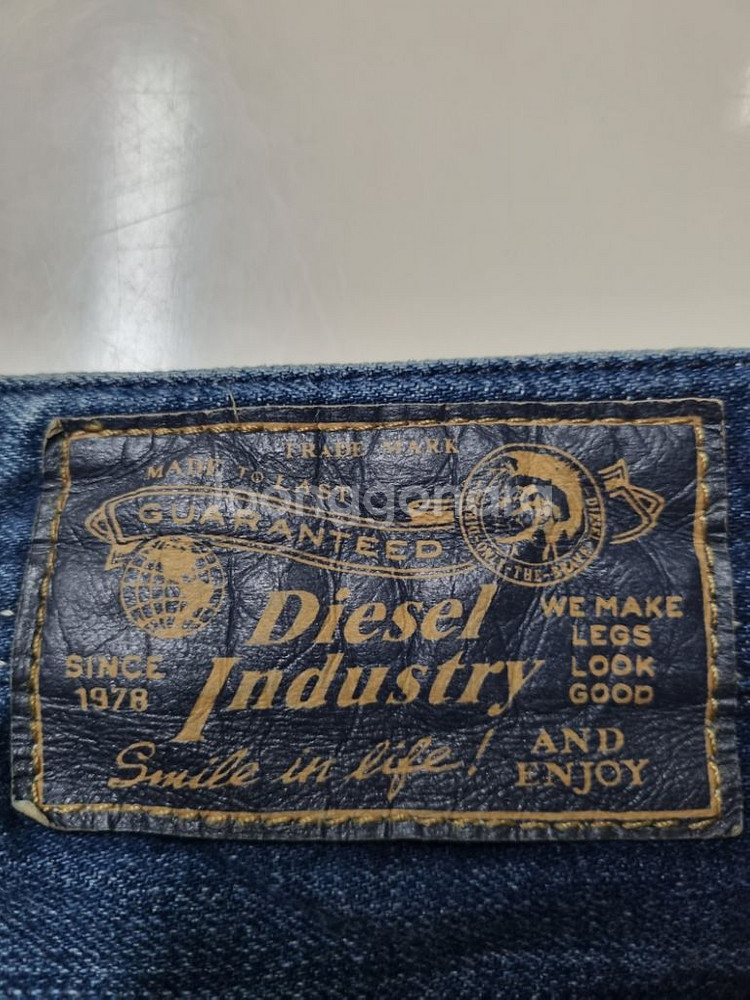 TRADE MARK
MADE TO LAST
GUARANTEED
Diesel
Industry
SINCE
1978
WE MAKE
LEGS
LOOK
GOOD
Smile in life!
AND
ENJOY
joonggonara